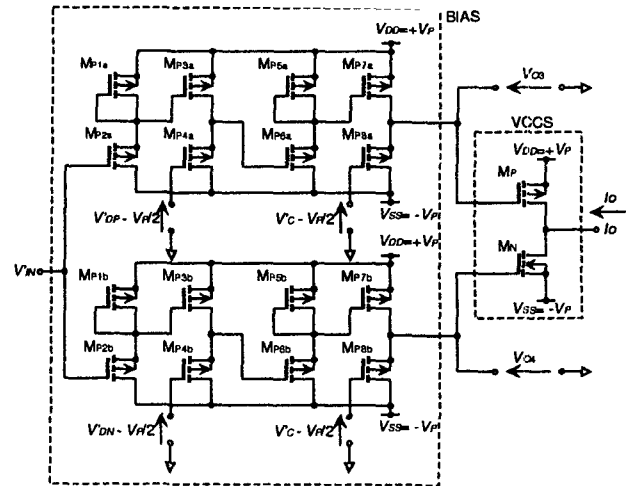 BIAS
VDD=+VP
MP1a MP3a MP5a MP7a
VO3
VCCS
MP2a MP4a MP6a MP8a
VDD=+VP
MP
V'DP - VP/2 V'C - VP/2 VSS= -VP
VDD=+VP
IO
IO
V'IN
MP1b MP3b MP5b MP7b
MN
VSS= -VP
MP2b MP4b MP6b MP8b
VO4
V'DN - VP/2 V'C - VP/2 VSS= -VP